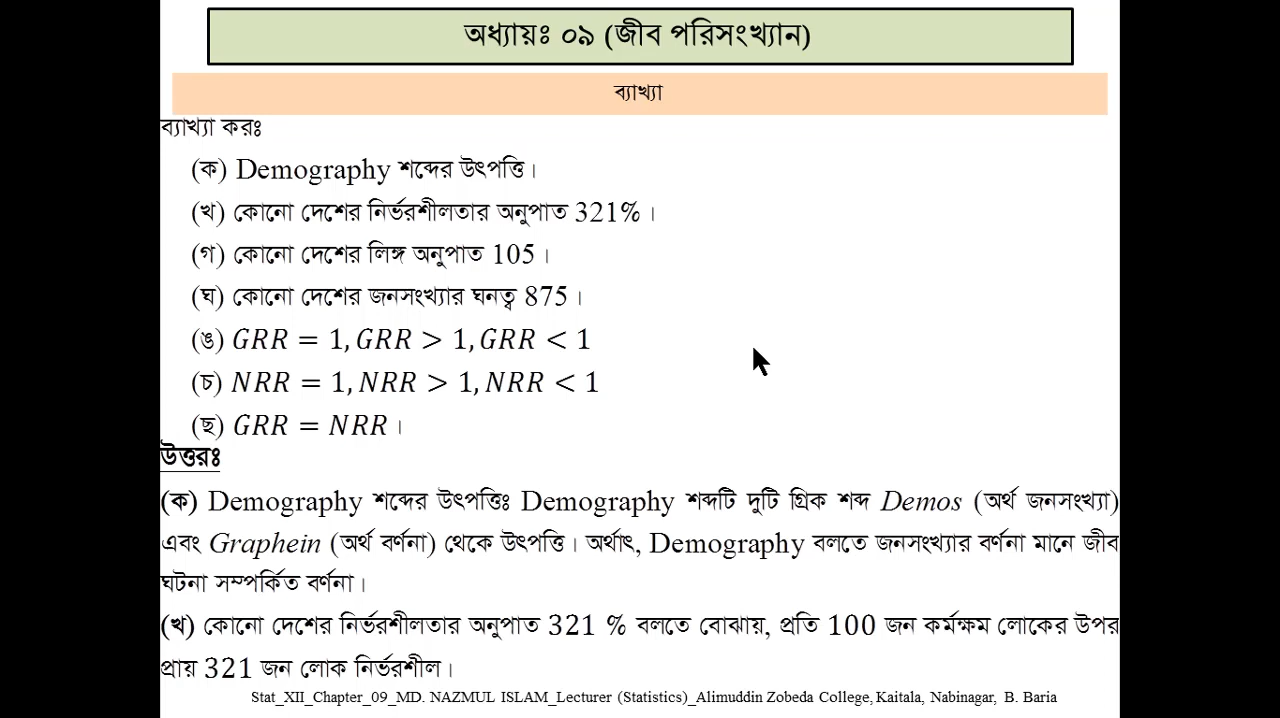 অধ্যায়ঃ ০৯ (জীব পরিসংখ্যান)
ব্যাখ্যা
ব্যাখ্যা করঃ
(ক) Demography শব্দের উৎপত্তি।
(খ) কোনো দেশের নির্ভরশীলতার অনুপাত 321%।
(গ) কোনো দেশের লিঙ্গ অনুপাত 105।
(ঘ) কোনো দেশের জনসংখ্যার ঘনত্ব 875।
(ঙ) GRR = 1, GRR > 1, GRR < 1
(চ) NRR = 1, NRR > 1, NRR < 1
(ছ) GRR = NRR।
উত্তরঃ
(ক) Demography শব্দের উৎপত্তিঃ Demography শব্দটি দুটি গ্রিক শব্দ Demos (অর্থ জনসংখ্যা)
এবং Graphein (অর্থ বর্ণনা) থেকে উৎপত্তি। অর্থাৎ, Demography বলতে জনসংখ্যার বর্ণনা মানে জীব
ঘটনা সম্পর্কিত বর্ণনা।
(খ) কোনো দেশের নির্ভরশীলতার অনুপাত 321 % বলতে বোঝায়, প্রতি 100 জন কর্মক্ষম লোকের উপর
প্রায় 321 জন লোক নির্ভরশীল।
Stat_XII_Chapter_09_MD. NAZMUL ISLAM_Lecturer (Statistics)_Alimuddin Zobeda College, Kaitala, Nabinagar, B. Baria